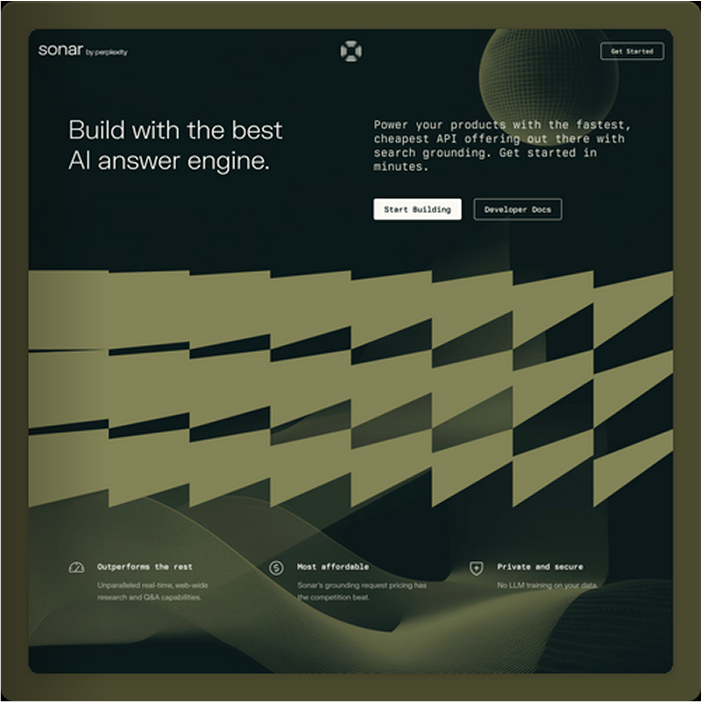 sonar by perplexity
Get Started
Build with the best
AI answer engine.
Power your products with the fastest,
cheapest API offering out there with
search grounding. Get started in
minutes.
Start Building
Developer Docs
Outperforms the rest
Unparalleled real-time, web-wide
research and Q&A capabilities.
Most affordable
Sonar's grounding request pricing has
the competition beat.
Private and secure
No LLM training on your data.